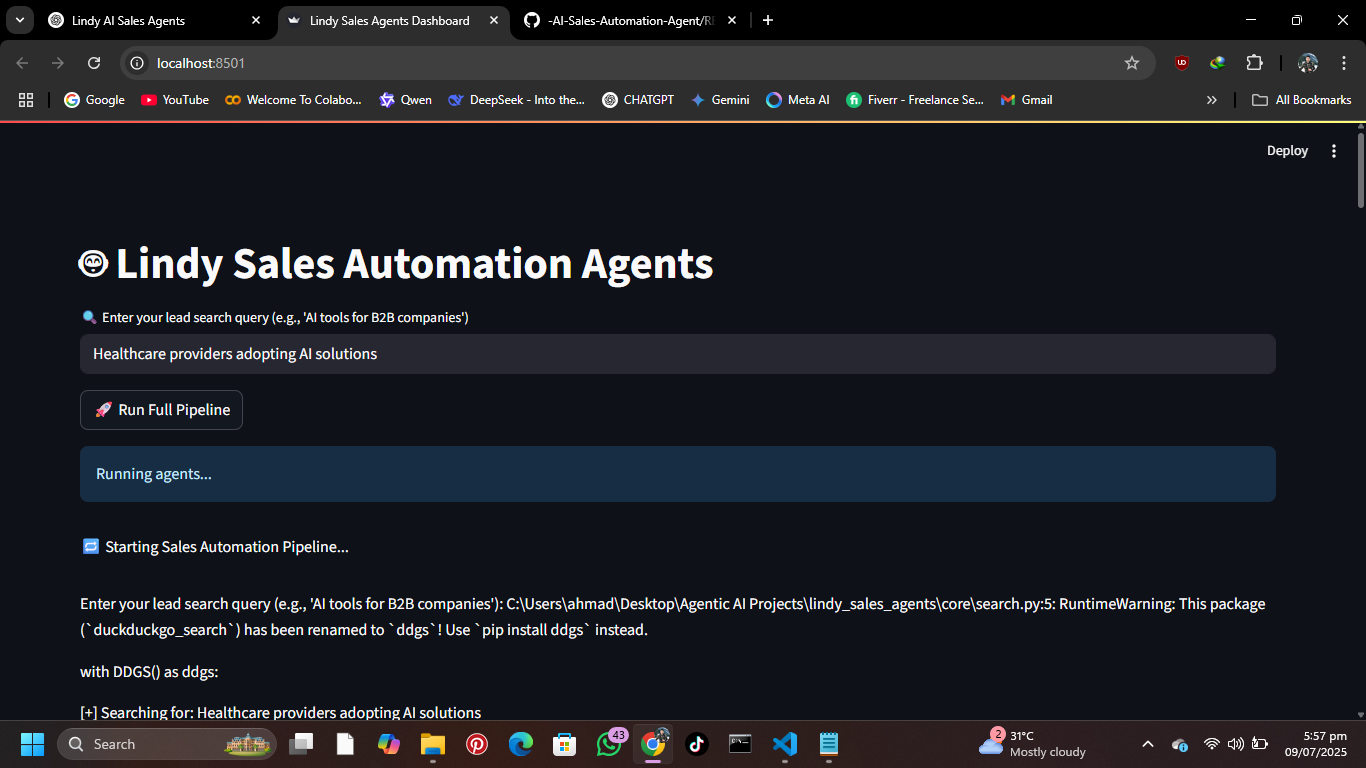 Lindy AI Sales Agents
Lindy Sales Agents Dashboard
-AI-Sales-Automation-Agent/
localhost:8501
UD
Google
YouTube
Welcome To Colabo...
Qwen
DeepSeek - Into the...
CHATGPT
Gemini
Meta AI
Fiverr - Freelance Se...
Gmail
All Bookmarks
Deploy
Lindy Sales Automation Agents
Enter your lead search query (e.g., 'AI tools for B2B companies')
Healthcare providers adopting AI solutions
Run Full Pipeline
Running agents...
Starting Sales Automation Pipeline...
Enter your lead search query (e.g., 'AI tools for B2B companies'): C:\Users\ahmad\Desktop\Agentic AI Projects\lindy_sales_agents\core\search.py:5: RuntimeWarning: This package
(`duckduckgo_search`) has been renamed to `ddgs`! Use `pip install ddgs` instead.
with DDGS() as ddgs:
[+] Searching for: Healthcare providers adopting AI solutions
Search
43
2
31°C
Mostly cloudy
5:57 pm
09/07/2025